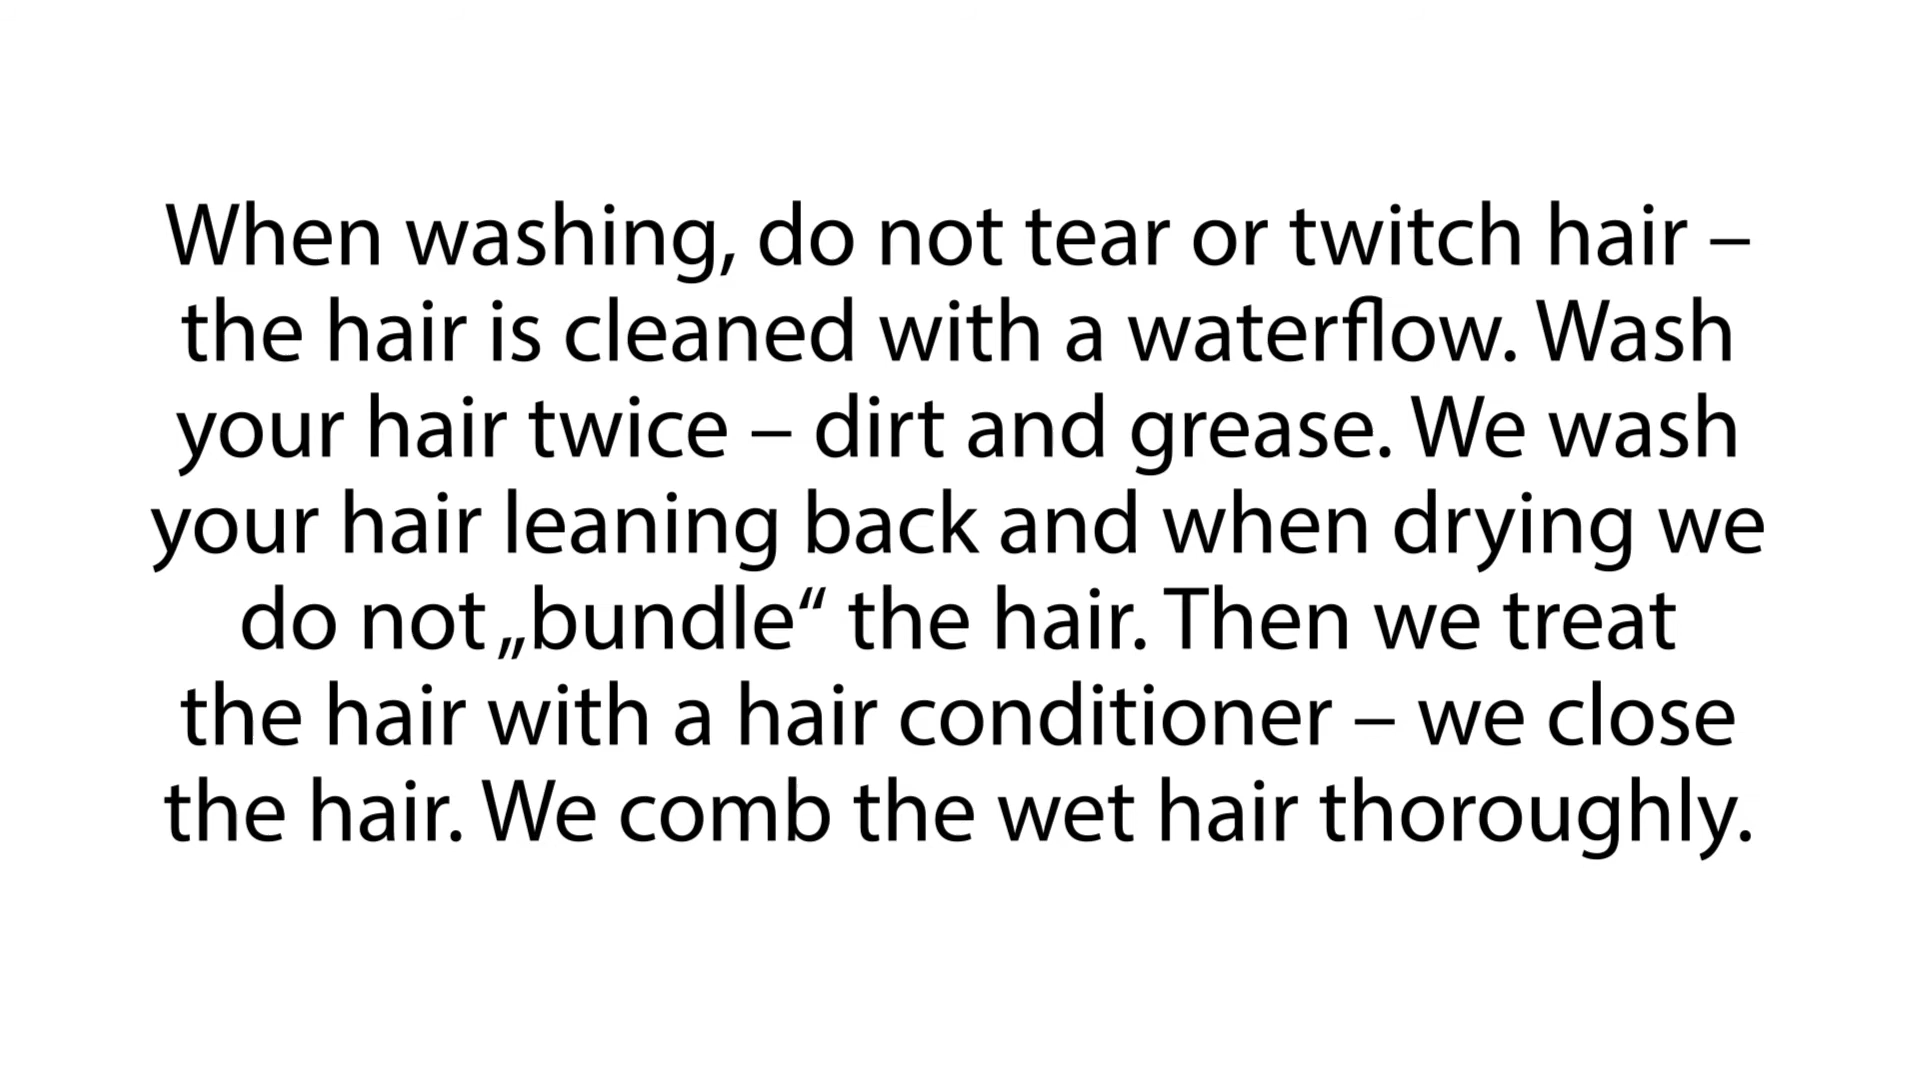 When washing, do not tear or twitch hair –
the hair is cleaned with a waterflow. Wash
your hair twice – dirt and grease. We wash
your hair leaning back and when drying we
do not „bundle“ the hair. Then we treat
the hair with a hair conditioner – we close
the hair. We comb the wet hair thoroughly.